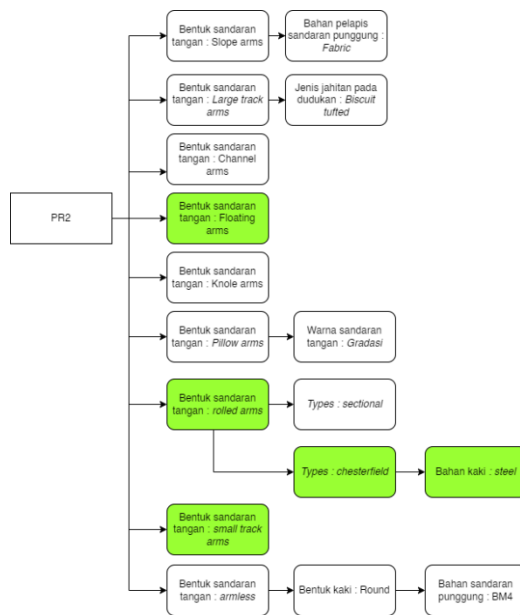 Bentuk sandaran
tangan : Slope arms
Bahan pelapis
sandaran punggung :
Fabric
Bentuk sandaran
tangan : Large track
arms
Jenis jahitan pada
dudukan : Biscuit
tufted
Bentuk sandaran
tangan : Channel
arms
PR2
Bentuk sandaran
tangan : Floating
arms
Bentuk sandaran
tangan : Knole arms
Bentuk sandaran
tangan : Pillow arms
Warna sandaran
tangan : Gradasi
Bentuk sandaran
tangan : rolled arms
Types : sectional
Types : chesterfield
Bahan kaki : steel
Bentuk sandaran
tangan : small track
arms
Bentuk sandaran
tangan : armless
Bentuk kaki : Round
Bahan sandaran
punggung : BM4